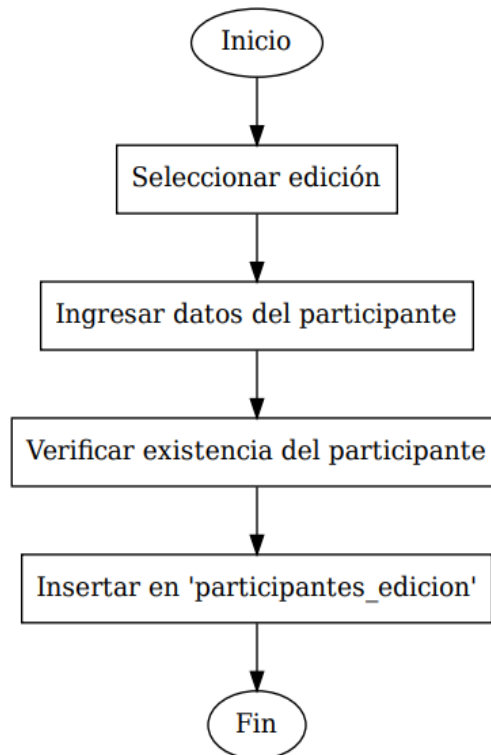 Inicio
Seleccionar edición
Ingresar datos del participante
Verificar existencia del participante
Insertar en 'participantes_edicion'
Fin